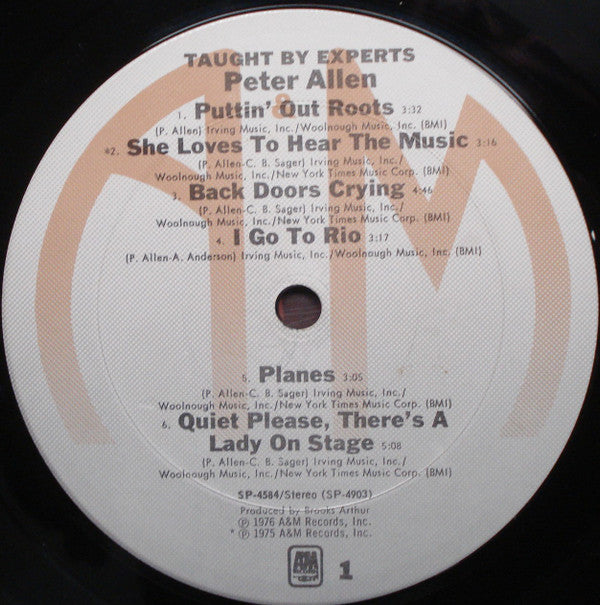 TAUGHT BY EXPERTS
Peter Allen
1. Puttin' Out Roots 3:32
(P. Allen) Irving Music, Inc./Woolnough Music, Inc. (BMI)
*2. She Loves To Hear The Music 3:16
(P. Allen-C. B. Sager) Irving Music, Inc./
Woolnough Music, Inc./New York Times Music Corp. (BMI)
3. Back Doors Crying 4:46
(P. Allen-C. B. Sager) Irving Music, Inc./
Woolnough Music, Inc./New York Times Music Corp. (BMI)
4. I Go To Rio 3:17
(P. Allen-A. Anderson) Irving Music, Inc./Woolnough Music, Inc. (BMI)
5. Planes 3:05
(P. Allen-C. B. Sager) Irving Music, Inc./
Woolnough Music, Inc./New York Times Music Corp. (BMI)
6. Quiet Please, There's A
Lady On Stage 5:08
(P. Allen-C. B. Sager) Irving Music, Inc./
Woolnough Music, Inc./New York Times Music Corp. (BMI)
SP-4584/Stereo (SP-4903)
Produced by Brooks Arthur
℗ 1976 A&M Records, Inc.
* ℗ 1975 A&M Records, Inc.
A&M
1